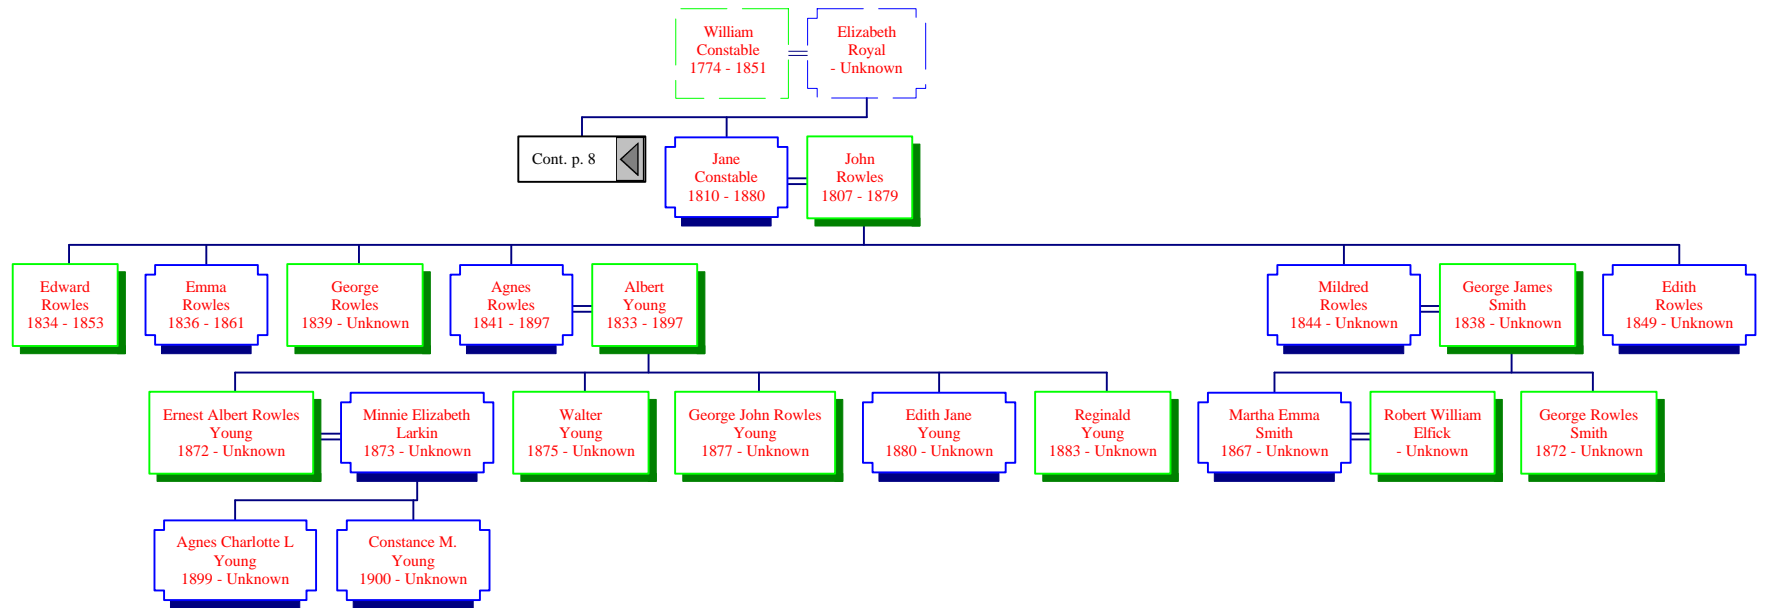 William
Constable
1774 - 1851
Elizabeth
Royal
- Unknown
Cont. p. 8
Jane
Constable
1810 - 1880
John
Rowles
1807 - 1879
Edward
Rowles
1834 - 1853
Emma
Rowles
1836 - 1861
George
Rowles
1839 - Unknown
Agnes
Rowles
1841 - 1897
Albert
Young
1833 - 1897
Mildred
Rowles
1844 - Unknown
George James
Smith
1838 - Unknown
Edith
Rowles
1849 - Unknown
Ernest Albert Rowles
Young
1872 - Unknown
Minnie Elizabeth
Larkin
1873 - Unknown
Walter
Young
1875 - Unknown
George John Rowles
Young
1877 - Unknown
Edith Jane
Young
1880 - Unknown
Reginald
Young
1883 - Unknown
Martha Emma
Smith
1867 - Unknown
Robert William
Elfick
- Unknown
George Rowles
Smith
1872 - Unknown
Agnes Charlotte L
Young
1899 - Unknown
Constance M.
Young
1900 - Unknown